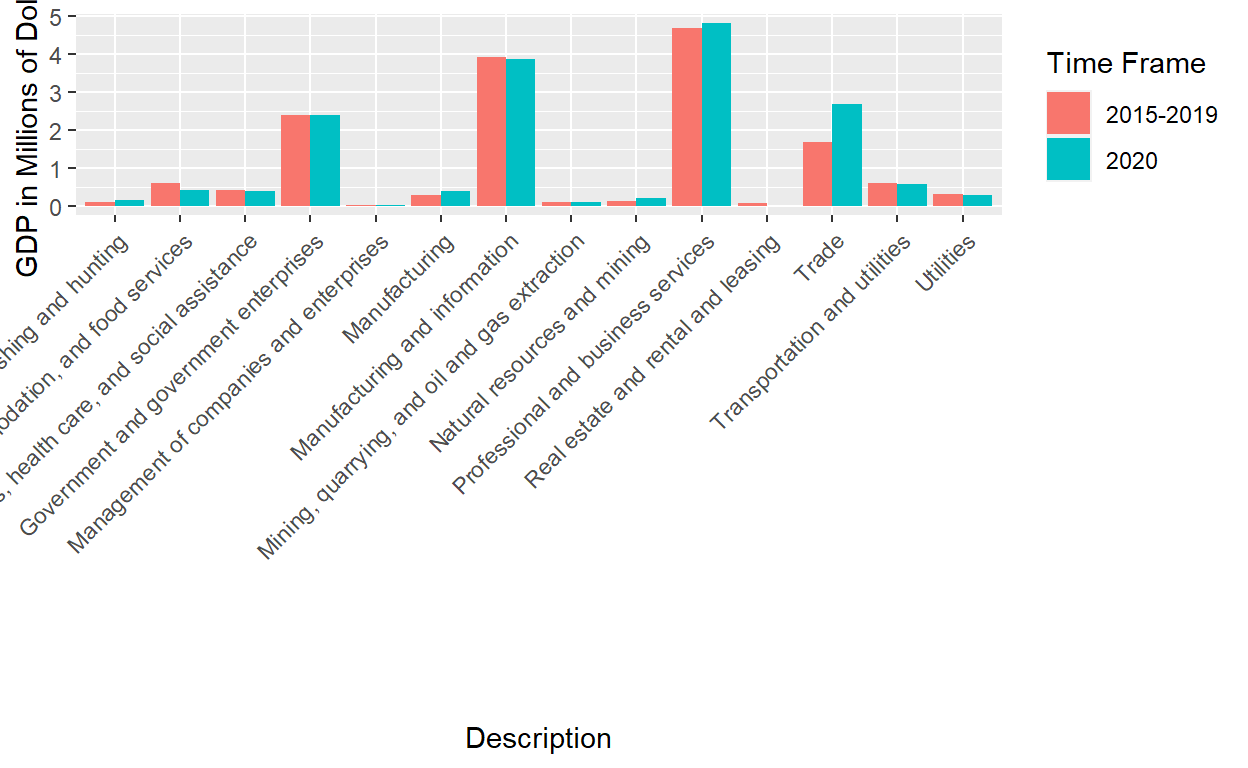 GDP in Millions of
5
4
3
2
1
0
and hunting
and food services
health care, and social assistance
Government and government enterprises
Management of companies and enterprises
Manufacturing
Manufacturing and information
Mining, quarrying, and oil and gas extraction
Natural resources and mining
Professional and business services
Real estate and rental and leasing
Trade
Transportation and utilities
Utilities
Description
Time Frame
2015-2019
2020